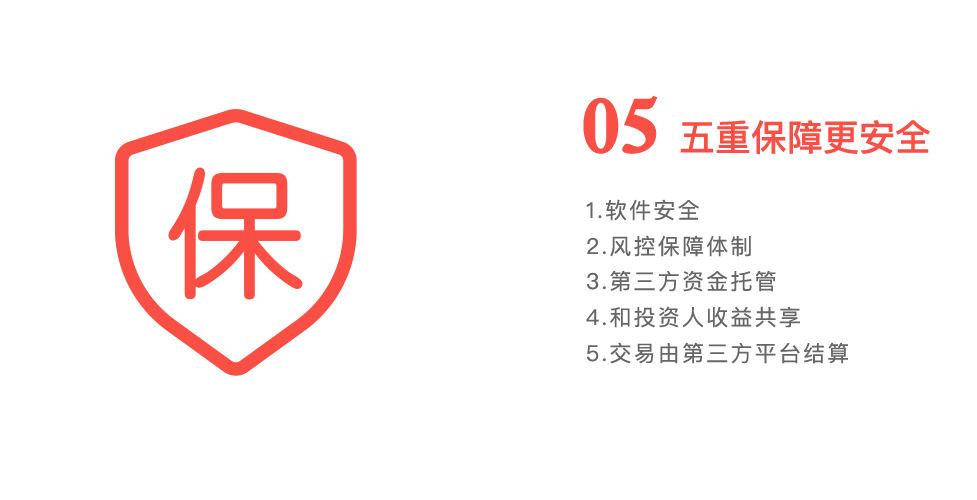 保
05 五重保障更安全
1.软件安全
2.风控保障体制
3.第三方资金托管
4.和投资人收益共享
5.交易由第三方平台结算